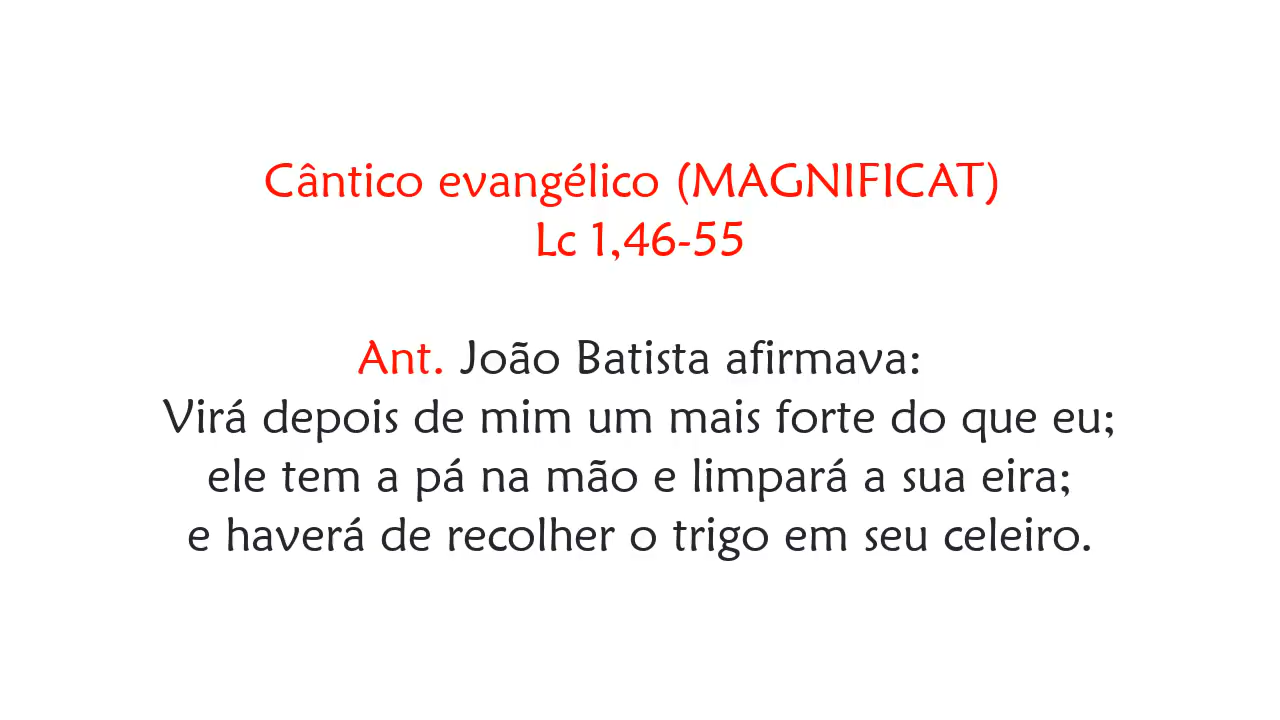 Cântico evangélico (MAGNIFICAT)
Lc 1,46-55
Ant. João Batista afirmava:
Virá depois de mim um mais forte do que eu;
ele tem a pá na mão e limpará a sua eira;
e haverá de recolher o trigo em seu celeiro.